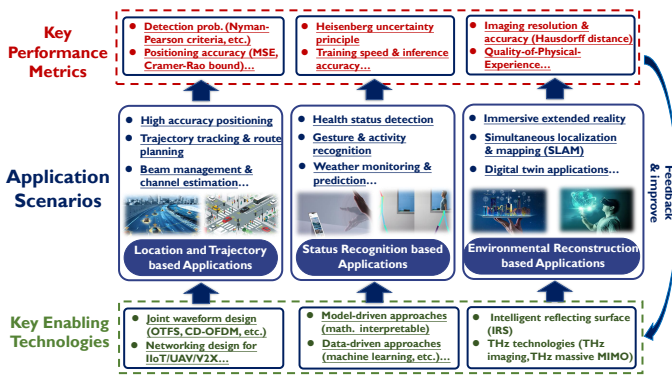 Key
Performance
Metrics
Detection prob. (Nyman-
Pearson criteria, etc.)
Positioning accuracy (MSE,
Cramer-Rao bound)…
Heisenberg uncertainty
principle
Training speed & inference
accuracy…
Imaging resolution &
accuracy (Hausdorff distance)
Quality-of-Physical-
Experience…
Application
Scenarios
High accuracy positioning
Trajectory tracking & route
planning
Beam management &
channel estimation…
Location and Trajectory
based Applications
Health status detection
Gesture & activity
recognition
Weather monitoring &
prediction…
Status Recognition based
Applications
Immersive extended reality
Simultaneous localization
& mapping (SLAM)
Digital twin applications…
Environmental Reconstruction
based Applications
Feedback
& improve
Key Enabling
Technologies
Joint waveform design
(OTFS, CD-OFDM, etc.)
Networking design for
IIoT/UAV/V2X…
Model-driven approaches
(math. interpretable)
Data-driven approaches
(machine learning, etc.)…
Intelligent reflecting surface
(IRS)
THz technologies (THz
imaging, THz massive MIMO)